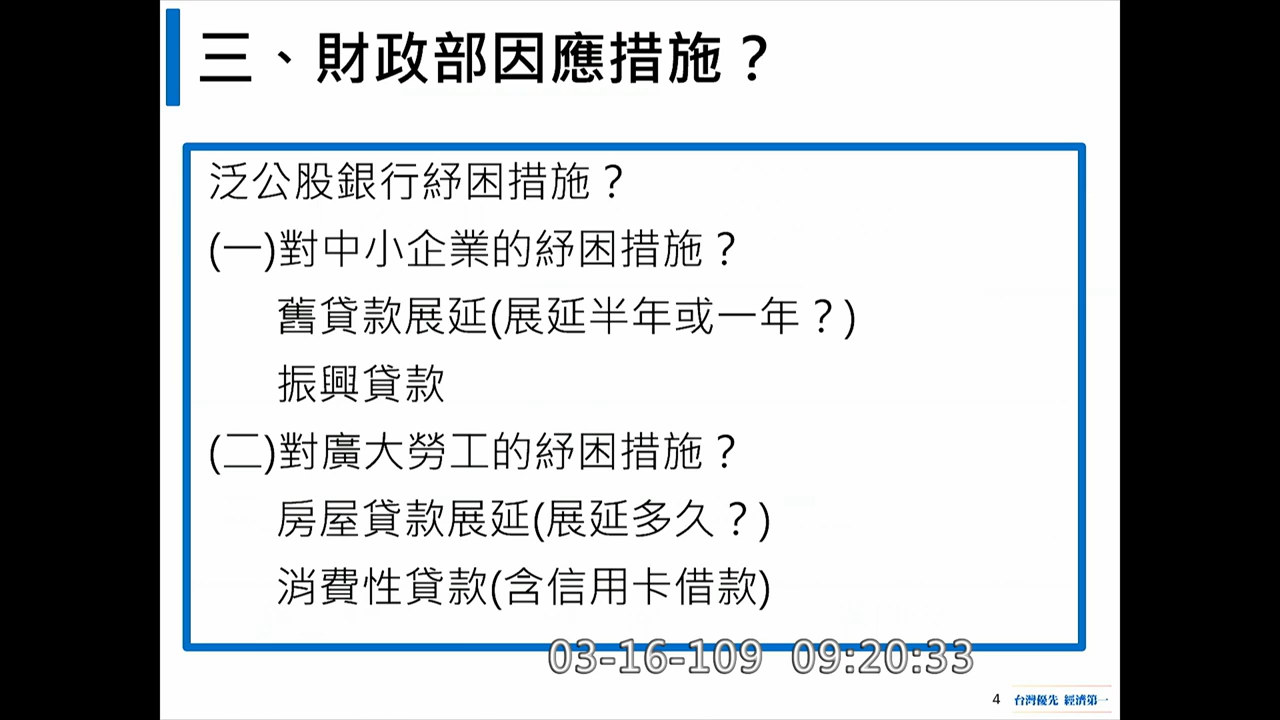 三、財政部因應措施？
泛公股銀行紓困措施？
(一)對中小企業的紓困措施？
舊貸款展延(展延半年或一年？)
振興貸款
(二)對廣大勞工的紓困措施？
房屋貸款展延(展延多久？)
消費性貸款(含信用卡借款)
03-16-109 09:20:33
4 台灣優先 經濟第一